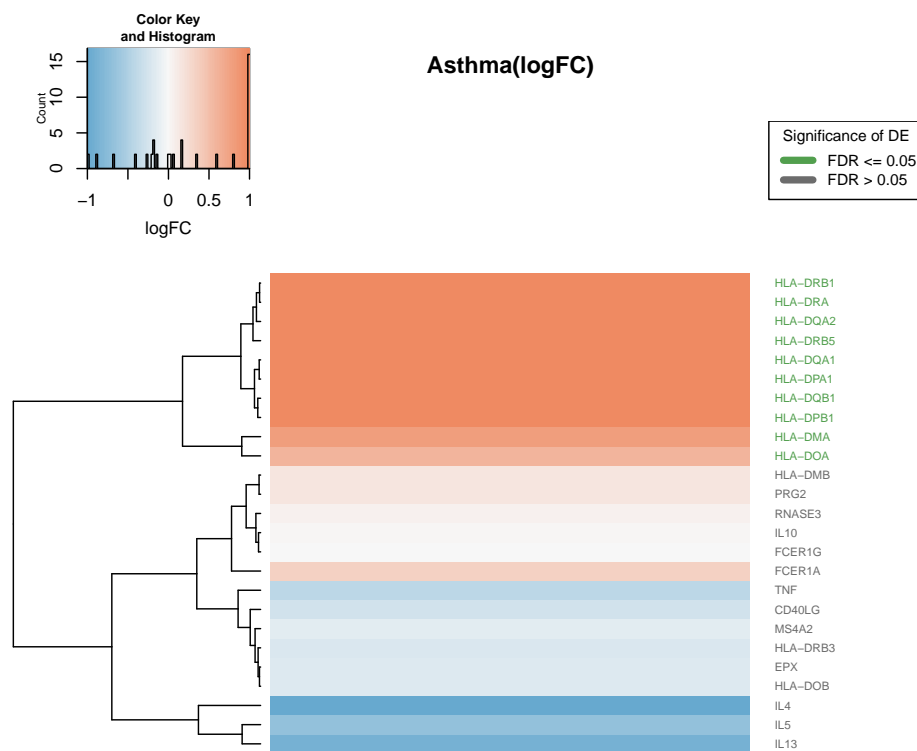 Color Key
and Histogram
Count
0
5
10
15
−1
0
0.5
1
logFC
Asthma(logFC)
Significance of DE
FDR <= 0.05
FDR > 0.05
HLA−DRB1
HLA−DRA
HLA−DQA2
HLA−DRB5
HLA−DQA1
HLA−DPA1
HLA−DQB1
HLA−DPB1
HLA−DMA
HLA−DOA
HLA−DMB
PRG2
RNASE3
IL10
FCER1G
FCER1A
TNF
CD40LG
MS4A2
HLA−DRB3
EPX
HLA−DOB
IL4
IL5
IL13